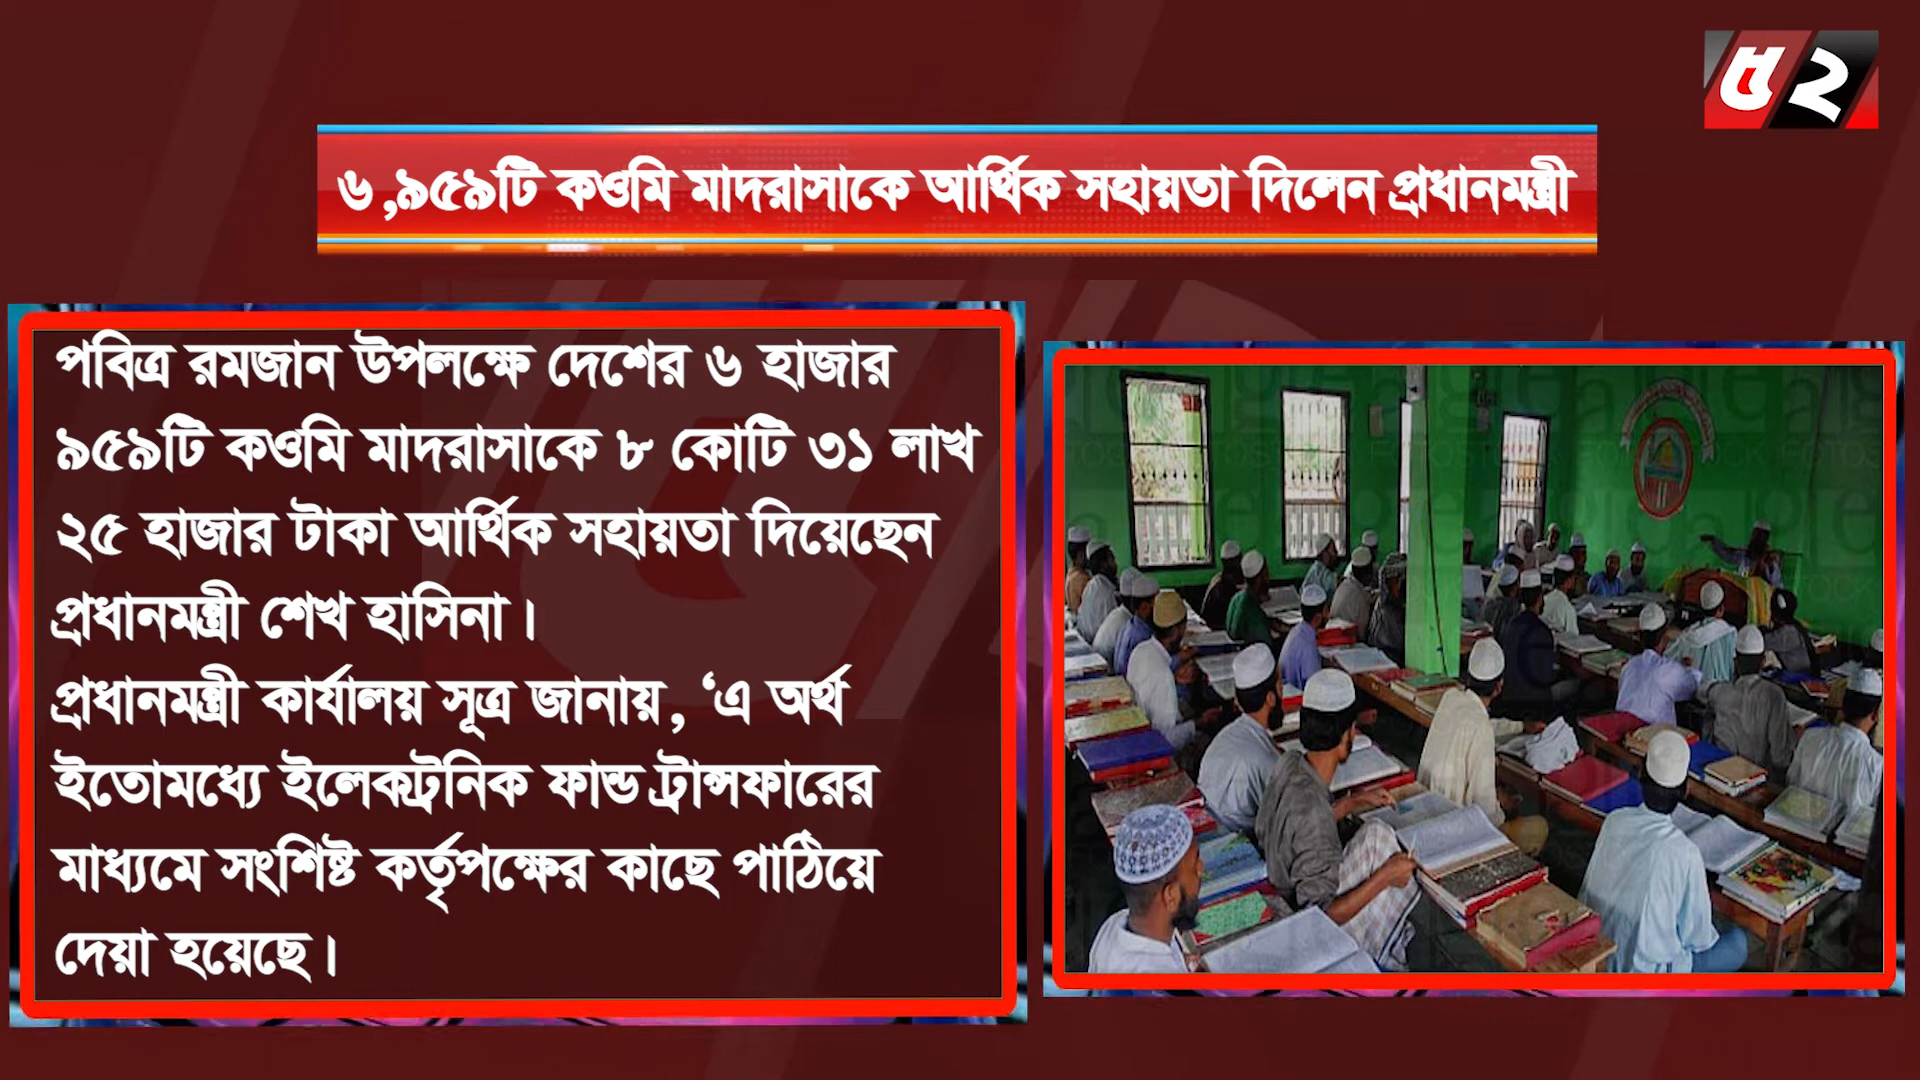 ৫২
৬,৯৫৯টি কওমি মাদরাসাকে আর্থিক সহায়তা দিলেন প্রধানমন্ত্রী
পবিত্র রমজান উপলক্ষে দেশের ৬ হাজার
৯৫৯টি কওমি মাদরাসাকে ৮ কোটি ৩১ লাখ
২৫ হাজার টাকা আর্থিক সহায়তা দিয়েছেন
প্রধানমন্ত্রী শেখ হাসিনা।
প্রধানমন্ত্রী কার্যালয় সূত্র জানায়, ‘এ অর্থ
ইতোমধ্যে ইলেকট্রনিক ফান্ড ট্রান্সফারের
মাধ্যমে সংশিষ্ট কর্তৃপক্ষের কাছে পাঠিয়ে
দেয়া হয়েছে।